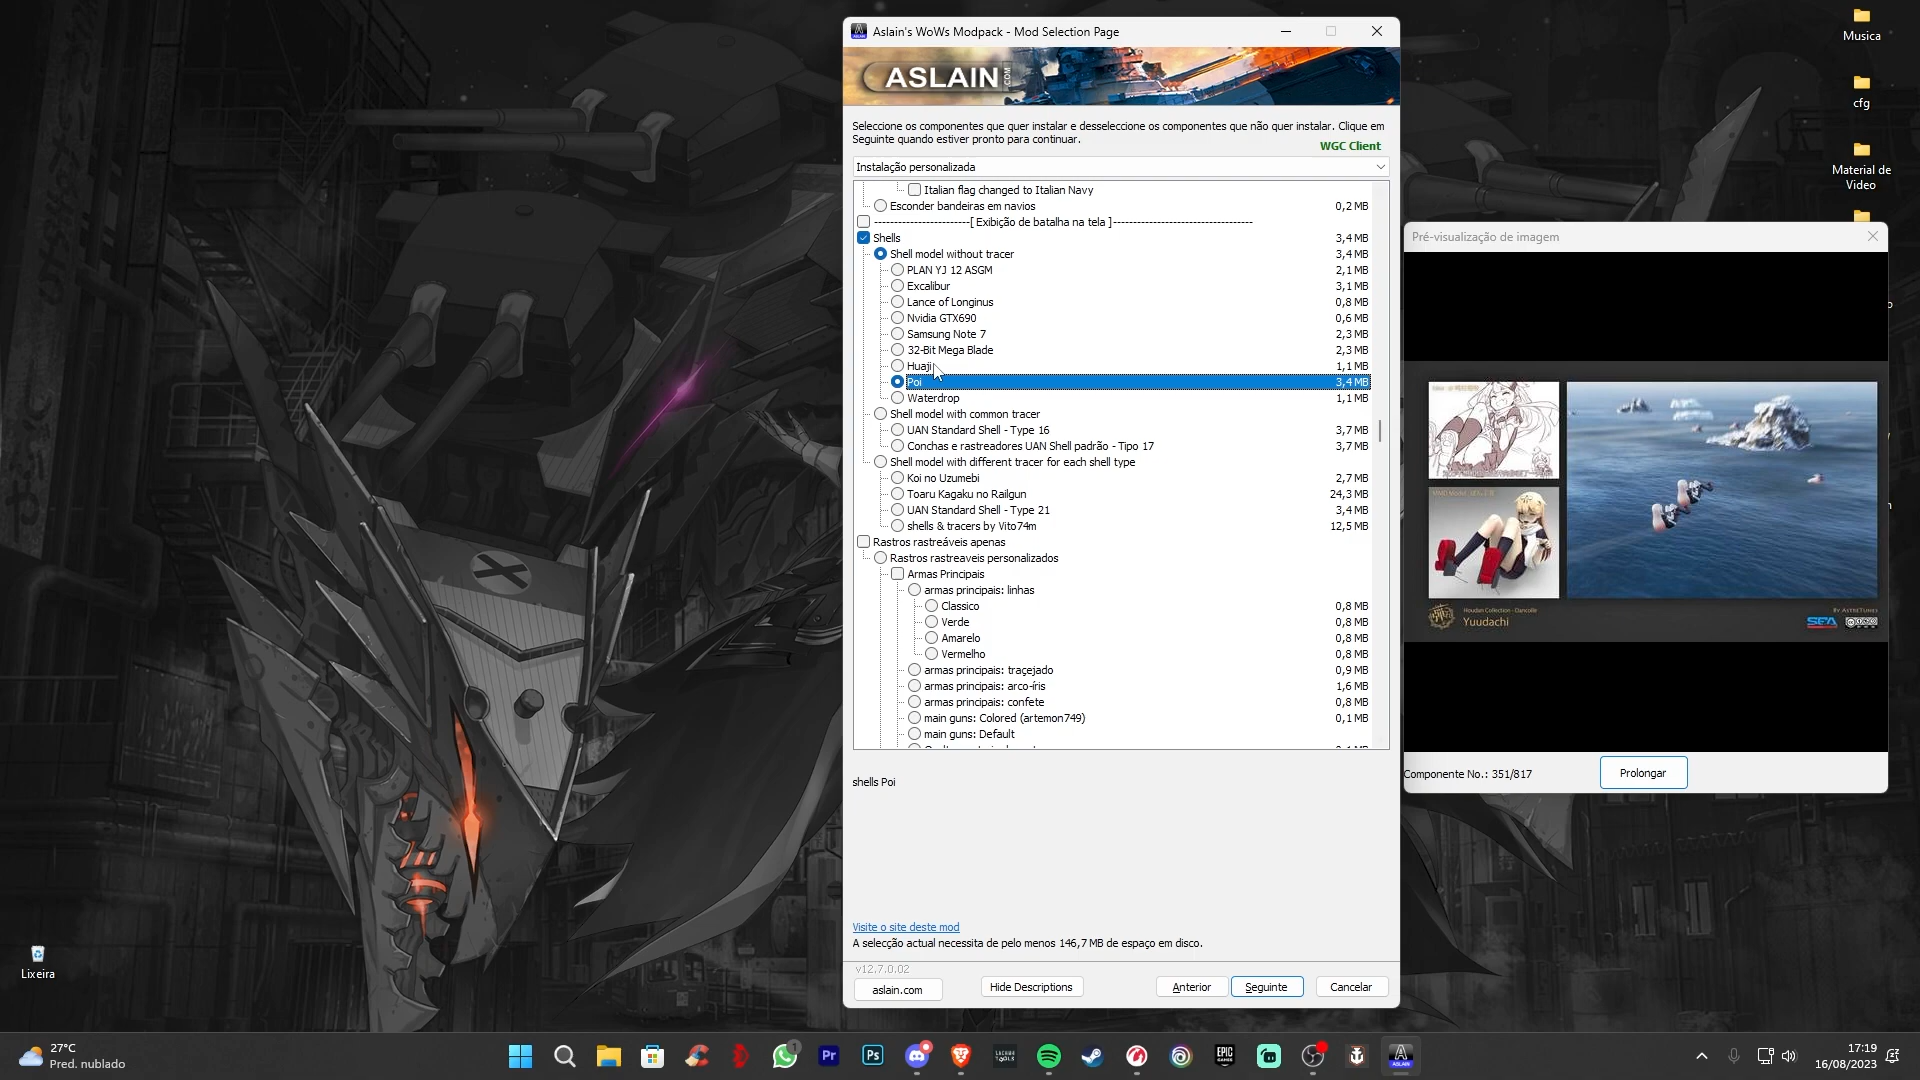 Musica
cfg
Material de
Video
Aslain's WoWs Modpack - Mod Selection Page
ASLAIN.COM
Seleccione os componentes que quer instalar e desseleccione os componentes que não quer instalar. Clique em
Seguinte quando estiver pronto para continuar.
WGC Client
Instalação personalizada
Italian flag changed to Italian Navy
Esconder bandeiras em navios 0,2 MB
------------------------[ Exibição de batalha na tela ]-----------------------------------
Shells 3,4 MB
Shell model without tracer 3,4 MB
PLAN YJ 12 ASGM 2,1 MB
Excalibur 3,1 MB
Lance of Longinus 0,8 MB
Nvidia GTX690 0,6 MB
Samsung Note 7 2,3 MB
32-Bit Mega Blade 2,3 MB
Huaji 1,1 MB
Poi 3,4 MB
Waterdrop 1,1 MB
Shell model with common tracer
UAN Standard Shell - Type 16 3,7 MB
Conchas e rastreadores UAN Shell padrão - Tipo 17 3,7 MB
Shell model with different tracer for each shell type
Koi no Uzumebi 2,7 MB
Toaru Kagaku no Railgun 24,3 MB
UAN Standard Shell - Type 21 3,4 MB
shells & tracers by Vito74m 12,5 MB
Rastros rastreáveis apenas
Rastros rastreaveis personalizados
Armas Principais
armas principais: linhas
Classico 0,8 MB
Verde 0,8 MB
Amarelo 0,8 MB
Vermelho 0,8 MB
armas principais: traçejado 0,9 MB
armas principais: arco-íris 1,6 MB
armas principais: confete 0,8 MB
main guns: Colored (artemon749) 0,1 MB
main guns: Default
shells Poi
Visite o site deste mod
A selecção actual necessita de pelo menos 146,7 MB de espaço em disco.
v12.7.0.02
aslain.com
Hide Descriptions
Anterior
Seguinte
Cancelar
Pré-visualização de imagem
Yuudachi
SEA
Componente No.: 351/817
Prolongar
Lixeira
27°C
Pred. nublado
1
Pr
Ps
EPIC GAMES
ASLAIN
17:19
16/08/2023